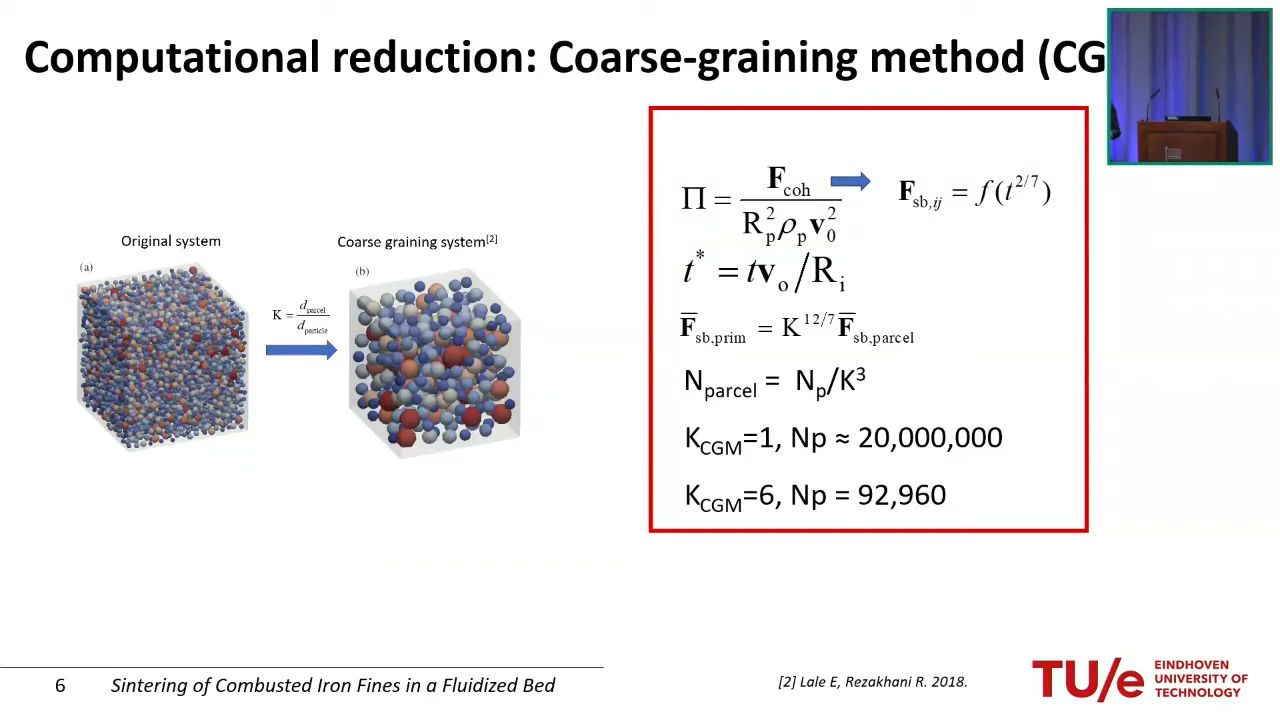 Computational reduction: Coarse-graining method (CG
Original system
Coarse graining system[2]
(a)
(b)
K = d_parcel / d_particle
Π = F_coh / R_p^2 ρ_p v_0^2
F_sb,ij = f(t^2/7)
t* = tv_o / R_i
F̅_sb,prim = K^12/7 F̅_sb,parcel
N_parcel = N_p/K^3
K_CGM=1, Np ≈ 20,000,000
K_CGM=6, Np = 92,960
6 Sintering of Combusted Iron Fines in a Fluidized Bed
[2] Lale E, Rezakhani R. 2018.
TU/e EINDHOVEN
UNIVERSITY OF
TECHNOLOGY